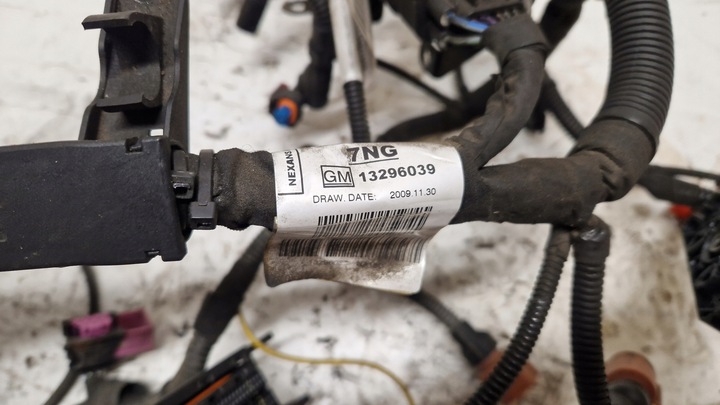 7NG
NEXANS
GM 13296039
DRAW. DATE: 2009.11.30